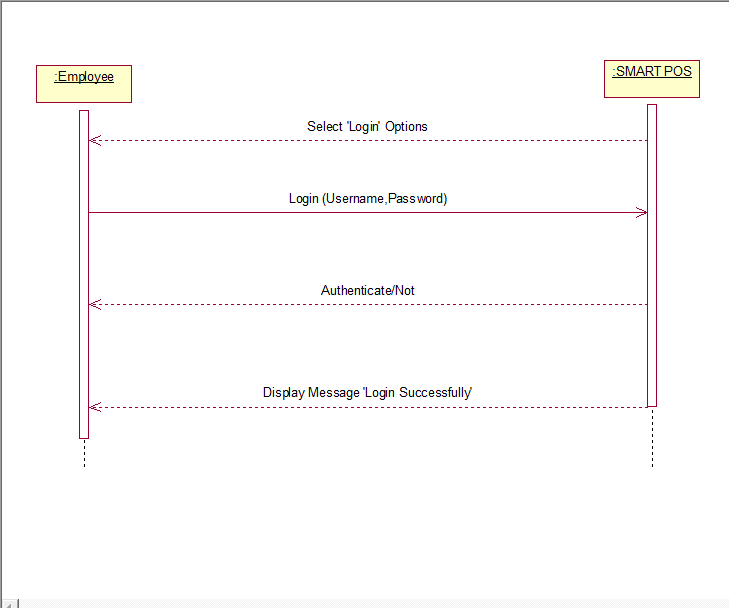 :Employee
:SMART POS
Select 'Login' Options
Login (Username,Password)
Authenticate/Not
Display Message 'Login Successfully'